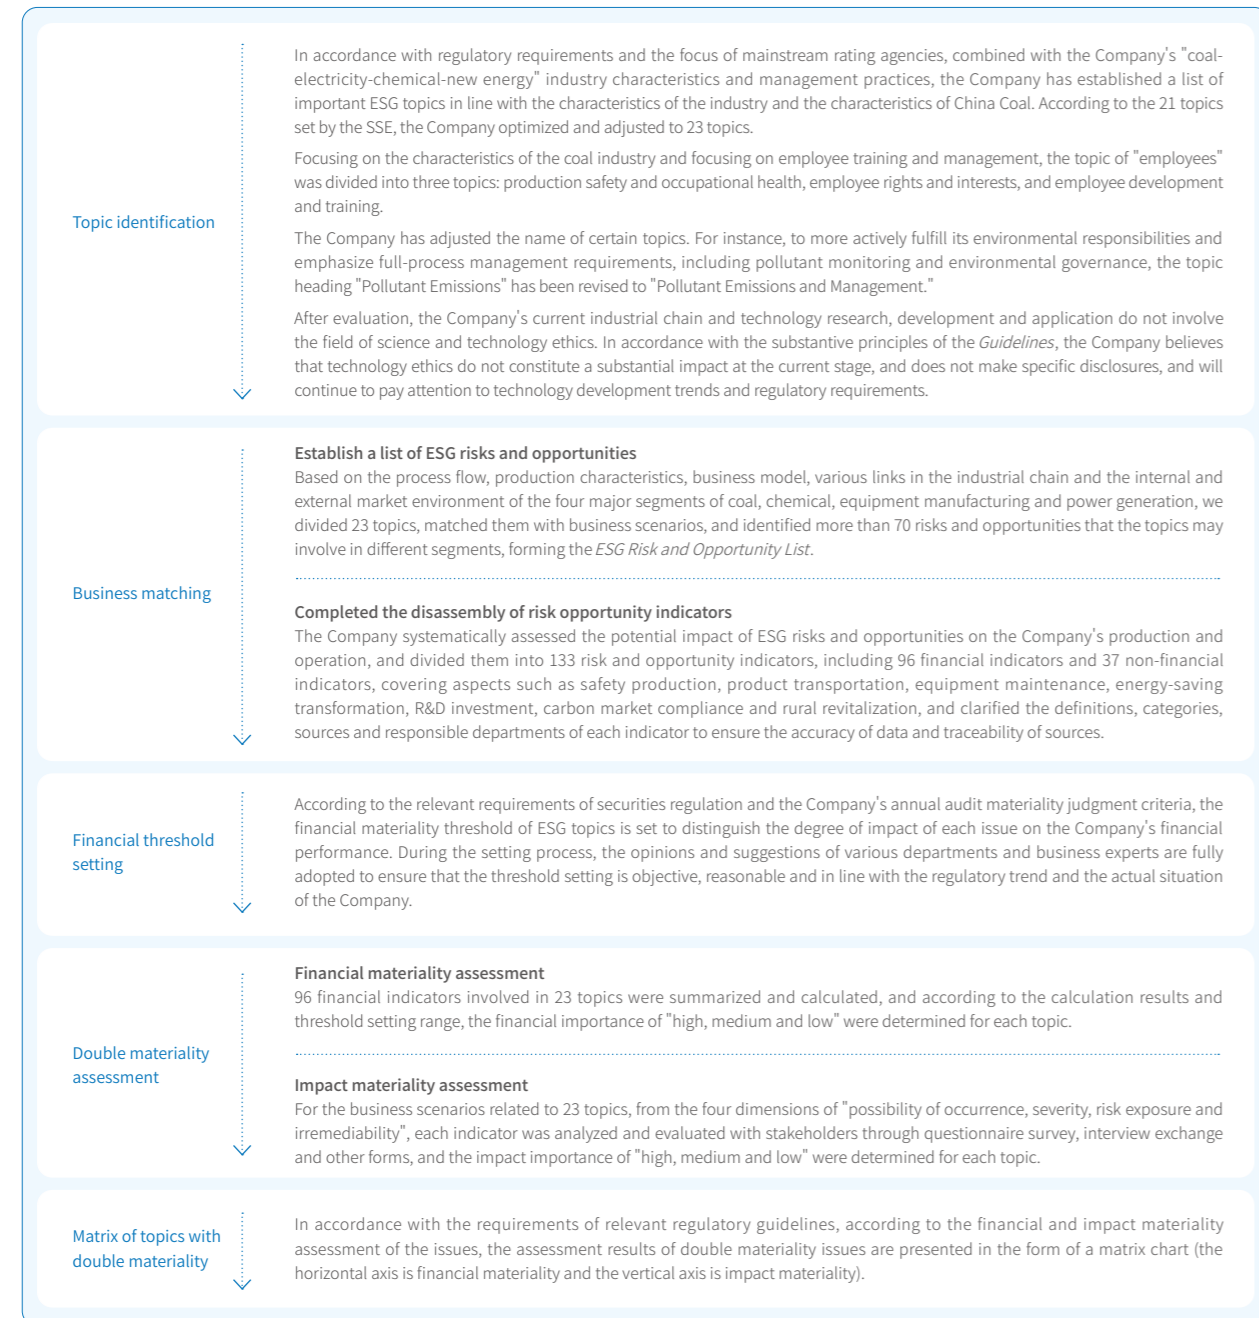 Topic identification
In accordance with regulatory requirements and the focus of mainstream rating agencies, combined with the Company's "coal-
electricity-chemical-new energy" industry characteristics and management practices, the Company has established a list of
important ESG topics in line with the characteristics of the industry and the characteristics of China Coal. According to the 21 topics
set by the SSE, the Company optimized and adjusted to 23 topics.
Focusing on the characteristics of the coal industry and focusing on employee training and management, the topic of "employees"
was divided into three topics: production safety and occupational health, employee rights and interests, and employee development
and training.
The Company has adjusted the name of certain topics. For instance, to more actively fulfill its environmental responsibilities and
emphasize full-process management requirements, including pollutant monitoring and environmental governance, the topic
heading "Pollutant Emissions" has been revised to "Pollutant Emissions and Management."
After evaluation, the Company's current industrial chain and technology research, development and application do not involve
the field of science and technology ethics. In accordance with the substantive principles of the Guidelines, the Company believes
that technology ethics do not constitute a substantial impact at the current stage, and does not make specific disclosures, and will
continue to pay attention to technology development trends and regulatory requirements.
Business matching
Establish a list of ESG risks and opportunities
Based on the process flow, production characteristics, business model, various links in the industrial chain and the internal and
external market environment of the four major segments of coal, chemical, equipment manufacturing and power generation, we
divided 23 topics, matched them with business scenarios, and identified more than 70 risks and opportunities that the topics may
involve in different segments, forming the ESG Risk and Opportunity List.
Completed the disassembly of risk opportunity indicators
The Company systematically assessed the potential impact of ESG risks and opportunities on the Company's production and
operation, and divided them into 133 risk and opportunity indicators, including 96 financial indicators and 37 non-financial
indicators, covering aspects such as safety production, product transportation, equipment maintenance, energy-saving
transformation, R&D investment, carbon market compliance and rural revitalization, and clarified the definitions, categories,
sources and responsible departments of each indicator to ensure the accuracy of data and traceability of sources.
Financial threshold
setting
According to the relevant requirements of securities regulation and the Company's annual audit materiality judgment criteria, the
financial materiality threshold of ESG topics is set to distinguish the degree of impact of each issue on the Company's financial
performance. During the setting process, the opinions and suggestions of various departments and business experts are fully
adopted to ensure that the threshold setting is objective, reasonable and in line with the regulatory trend and the actual situation
of the Company.
Double materiality
assessment
Financial materiality assessment
96 financial indicators involved in 23 topics were summarized and calculated, and according to the calculation results and
threshold setting range, the financial importance of "high, medium and low" were determined for each topic.
Impact materiality assessment
For the business scenarios related to 23 topics, from the four dimensions of "possibility of occurrence, severity, risk exposure and
irremediability", each indicator was analyzed and evaluated with stakeholders through questionnaire survey, interview exchange
and other forms, and the impact importance of "high, medium and low" were determined for each topic.
Matrix of topics with
double materiality
In accordance with the requirements of relevant regulatory guidelines, according to the financial and impact materiality
assessment of the issues, the assessment results of double materiality issues are presented in the form of a matrix chart (the
horizontal axis is financial materiality and the vertical axis is impact materiality).